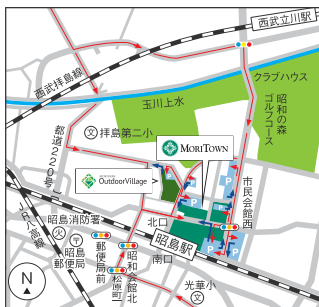 西武立川駅
西武拝島線
クラブハウス
昭和の森
ゴルフコース
玉川上水
都道220号
文 拝島第二小
MORITOWN
OutdoorVillage >
P
P
P
P
P
市民会館西
JR八高線
昭島消防署
北口
昭島駅
南口
火
〒
昭島
郵便局
郵便局前
昭和会館北
松原町
光華小
文
N